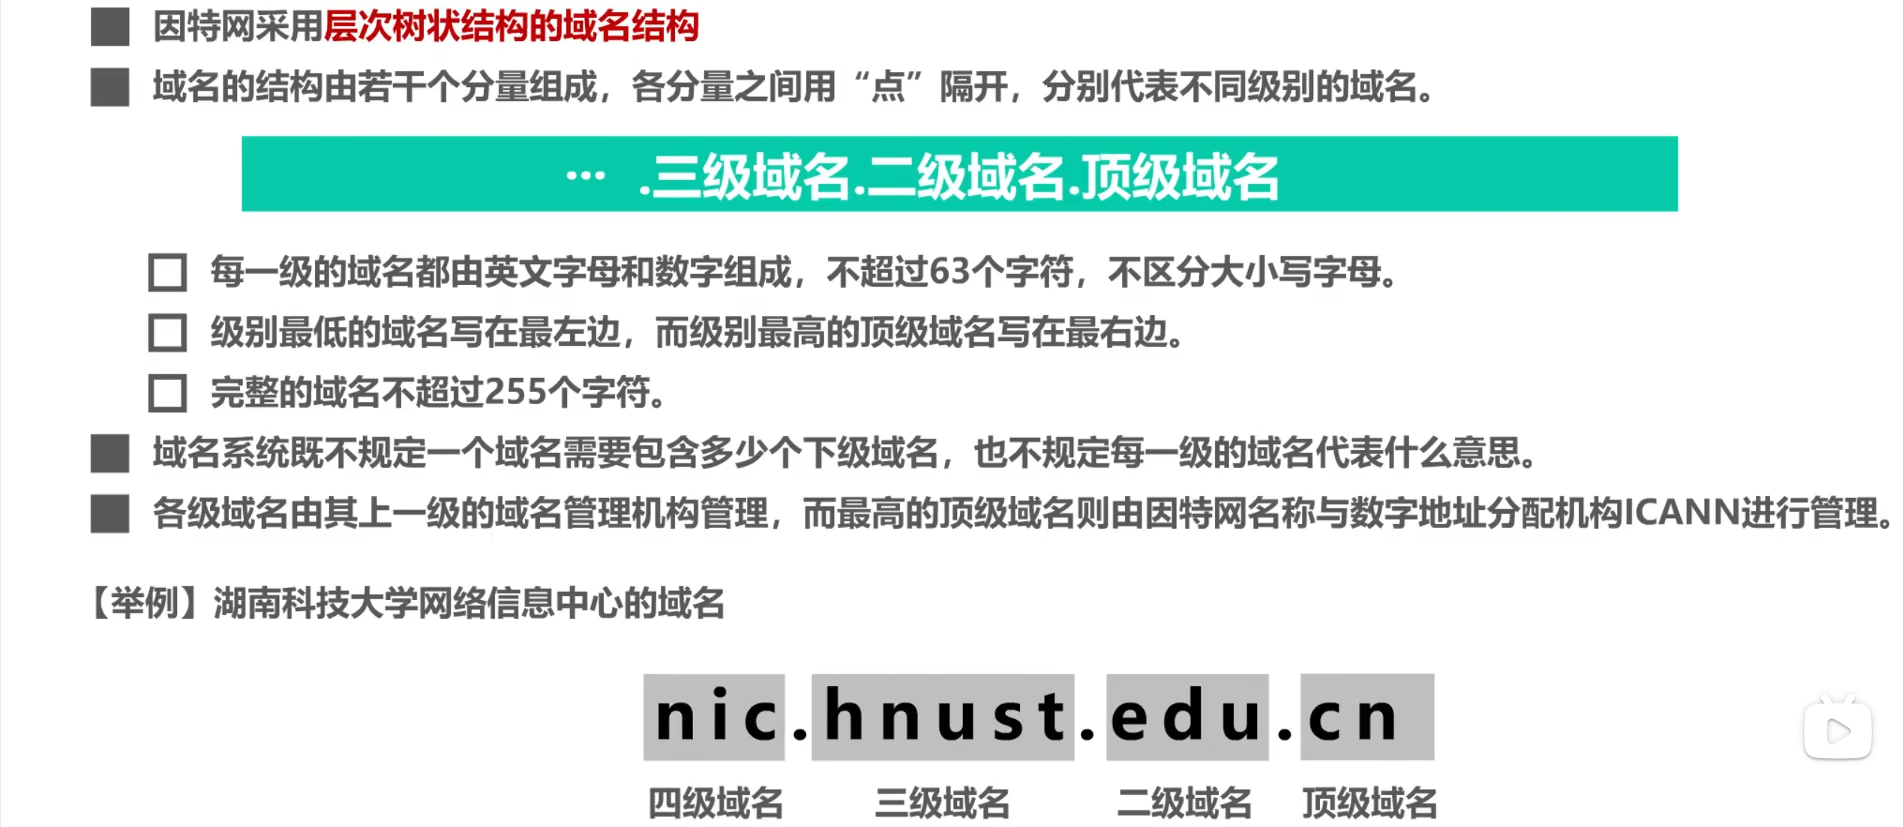 因特网采用层次树状结构的域名结构
域名的结构由若干个分量组成，各分量之间用“点”隔开，分别代表不同级别的域名。
… .三级域名.二级域名.顶级域名
每一级的域名都由英文字母和数字组成，不超过63个字符，不区分大小写字母。
级别最低的域名写在最左边，而级别最高的顶级域名写在最右边。
完整的域名不超过255个字符。
域名系统既不规定一个域名需要包含多少个下级域名，也不规定每一级的域名代表什么意思。
各级域名由其上一级的域名管理机构管理，而最高的顶级域名则由因特网名称与数字地址分配机构ICANN进行管理。
【举例】湖南科技大学网络信息中心的域名
nic.hnust.edu.cn
四级域名 三级域名 二级域名 顶级域名